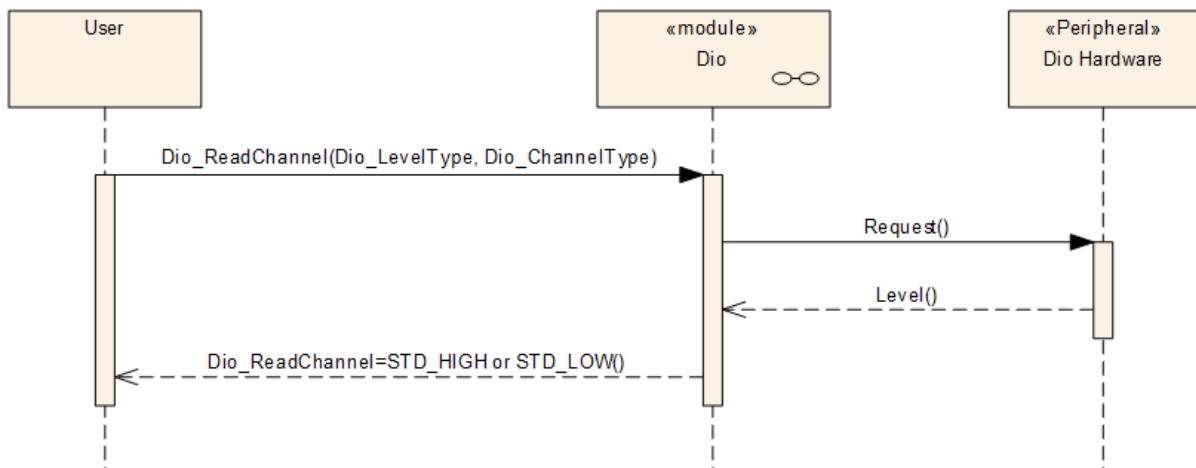 User
«module»
Dio
«Peripheral»
Dio Hardware
Dio_ReadChannel(Dio_LevelType, Dio_ChannelType)
Request()
Level()
Dio_ReadChannel=STD_HIGH or STD_LOW()